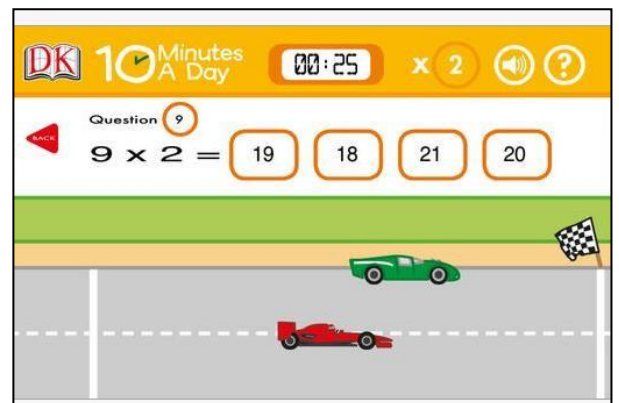 DK 10 Minutes A Day 00:25 x 2 ?
Question 9
BACK
9 x 2 = 19 18 21 20